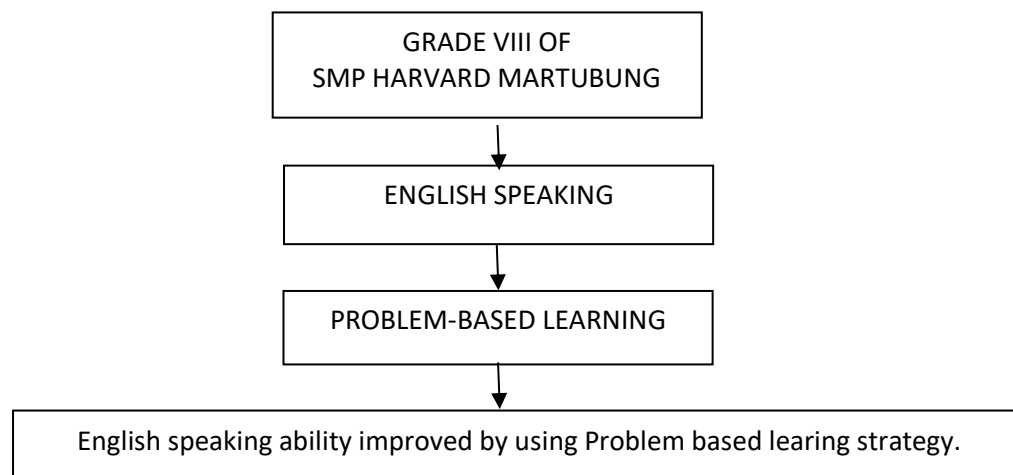 GRADE VIII OF
SMP HARVARD MARTUBUNG
ENGLISH SPEAKING
PROBLEM-BASED LEARNING
English speaking ability improved by using Problem based learing strategy.